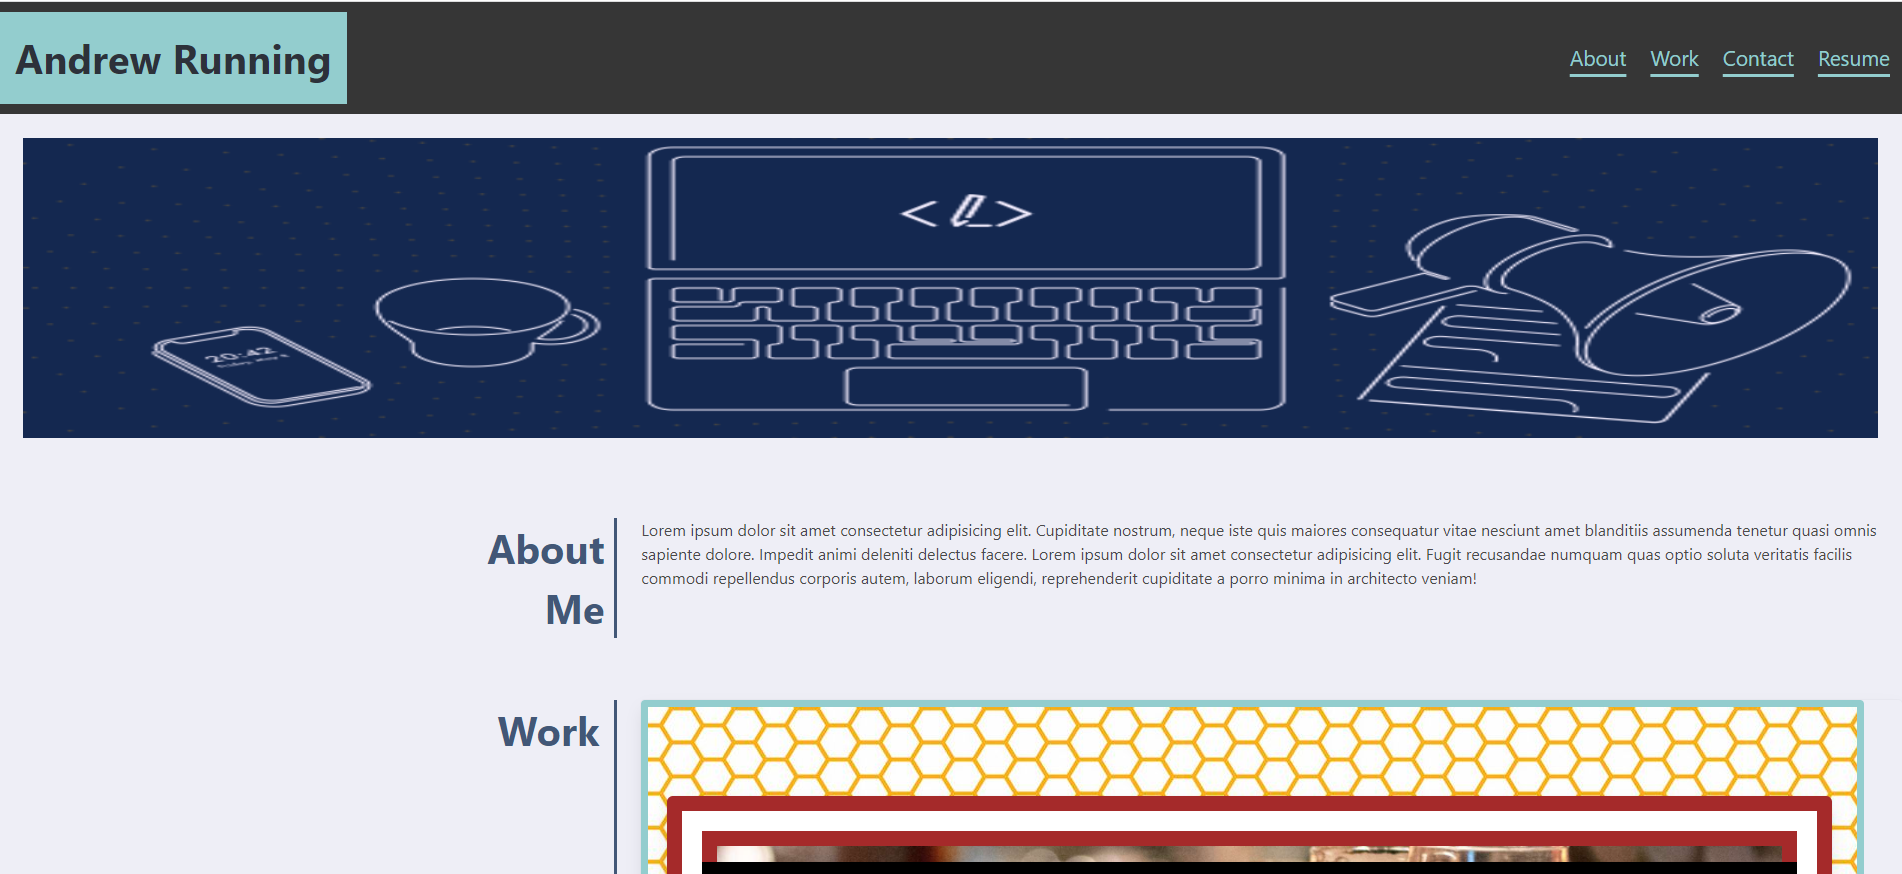 Andrew Running
About Work Contact Resume
20:42
About
Me
Lorem ipsum dolor sit amet consectetur adipisicing elit. Cupiditate nostrum, neque iste quis maiores consequatur vitae nesciunt amet blanditiis assumenda tenetur quasi omnis
sapiente dolore. Impedit animi deleniti delectus facere. Lorem ipsum dolor sit amet consectetur adipisicing elit. Fugit recusandae numquam quas optio soluta veritatis facilis
commodi repellendus corporis autem, laborum eligendi, reprehenderit cupiditate a porro minima in architecto veniam!
Work